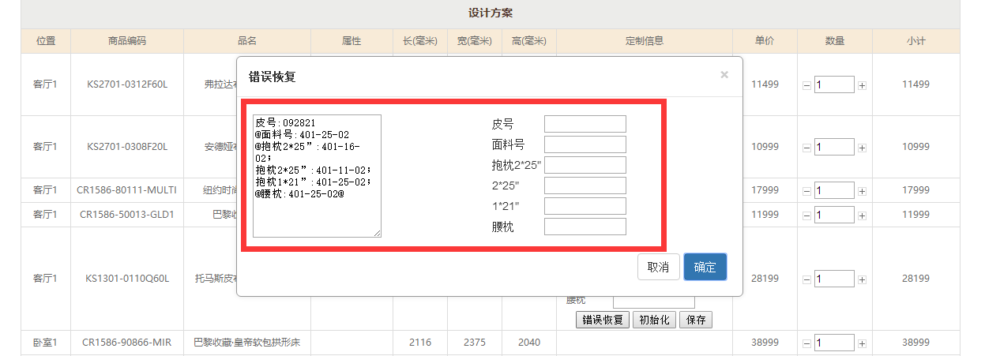 设计方案
位置 商品编码 品名 属性 长(毫米) 宽(毫米) 高(毫米) 定制信息 单价 数量 小计
客厅1 KS2701-0312F60L 弗拉达 11499 1 11499
客厅1 KS2701-0308F20L 安德娅 10999 1 10999
客厅1 CR1586-80111-MULTI 纽约时尚 17999 1 17999
客厅1 CR1586-50013-GLD1 巴黎收 11999 1 11999
客厅1 KS1301-0110Q60L 托马斯皮 28199 1 28199
错误恢复 ×
皮号:092821
@面料号:401-25-02
@抱枕2*25”:401-16-
02;
抱枕2*25”:401-11-02;
抱枕1*21”:401-25-02;
@腰枕:401-25-02@
皮号
面料号
抱枕2*25"
2*25"
1*21"
腰枕
取消 确定
腰枕
错误恢复 初始化 保存
卧室1 CR1586-90866-MIR 巴黎收藏·皇帝软包拱形床 2116 2375 2040 38999 1 38999